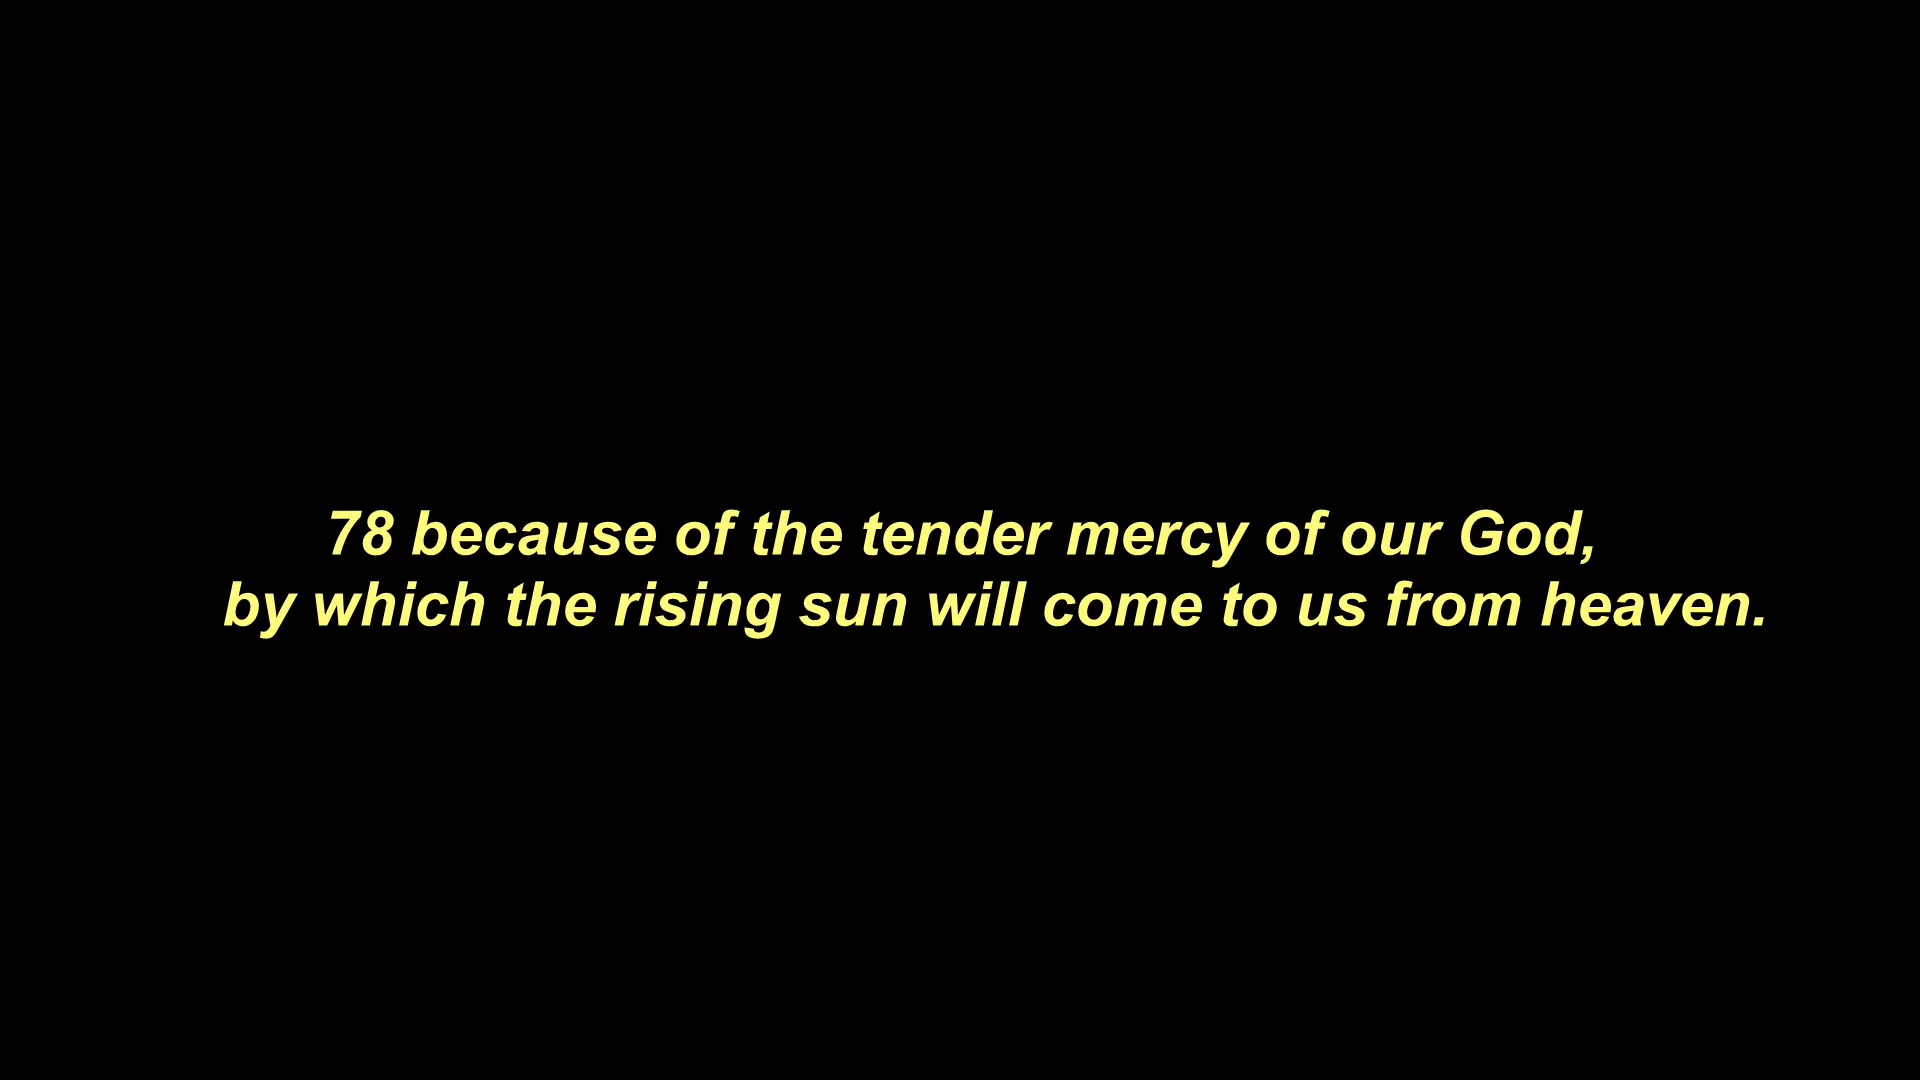 78 because of the tender mercy of our God,
by which the rising sun will come to us from heaven.